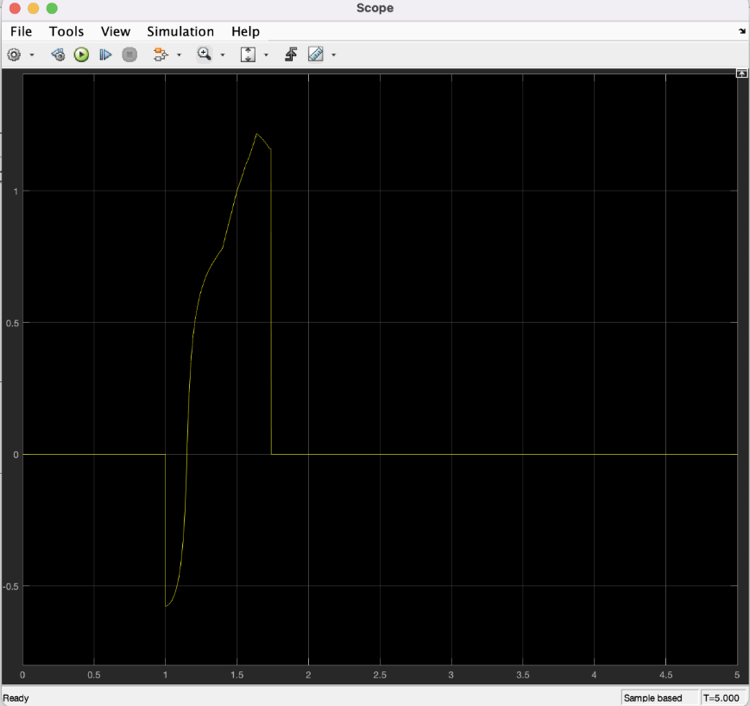 Scope
File Tools View Simulation Help
1
0.5
0
-0.5
0 0.5 1 1.5 2 2.5 3 3.5 4 4.5 5
Ready Sample based T=5.000